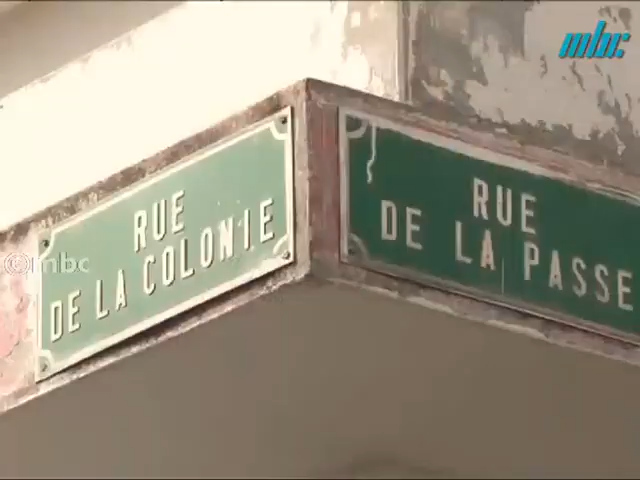 mbc
RUE
DE LA COLONIE
RUE
DE LA PASSE
©mbc